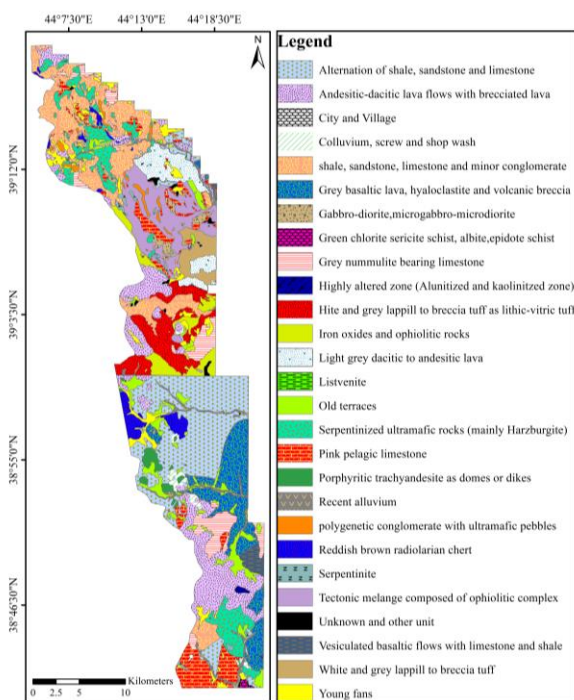 44°7'30"E
44°13'0"E
44°18'30"E
N
39°12'0"N
39°3'30"N
38°55'0"N
38°46'30"N
Kilometers
0 2.5 5 10
Legend
Alternation of shale, sandstone and limestone
Andesitic-dacitic lava flows with brecciated lava
City and Village
Colluvium, screw and shop wash
shale, sandstone, limestone and minor conglomerate
Grey basaltic lava, hyaloclastite and volcanic breccia
Gabbro-diorite,microgabbro-microdiorite
Green chlorite sericite schist, albite,epidote schist
Grey nummulite bearing limestone
Highly altered zone (Alunitized and kaolinitzed zone)
Hite and grey lappill to breccia tuff as lithic-vitric tuff
Iron oxides and ophiolitic rocks
Light grey dacitic to andesitic lava
Listvenite
Old terraces
Serpentinized ultramafic rocks (mainly Harzburgite)
Pink pelagic limestone
Porphyritic trachyandesite as domes or dikes
Recent alluvium
polygenetic conglomerate with ultramafic pebbles
Reddish brown radiolarian chert
Serpentinite
Tectonic melange composed of ophiolitic complex
Unknown and other unit
Vesiculated basaltic flows with limestone and shale
White and grey lappill to breccia tuff
Young fans